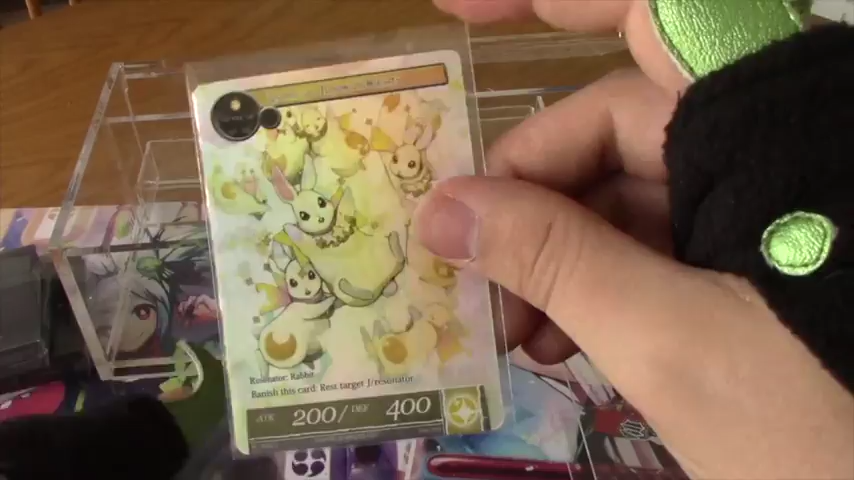 Resonator: Rabbit
Banish this card: Rest target J/resonator
ATK 200/ DEF 400